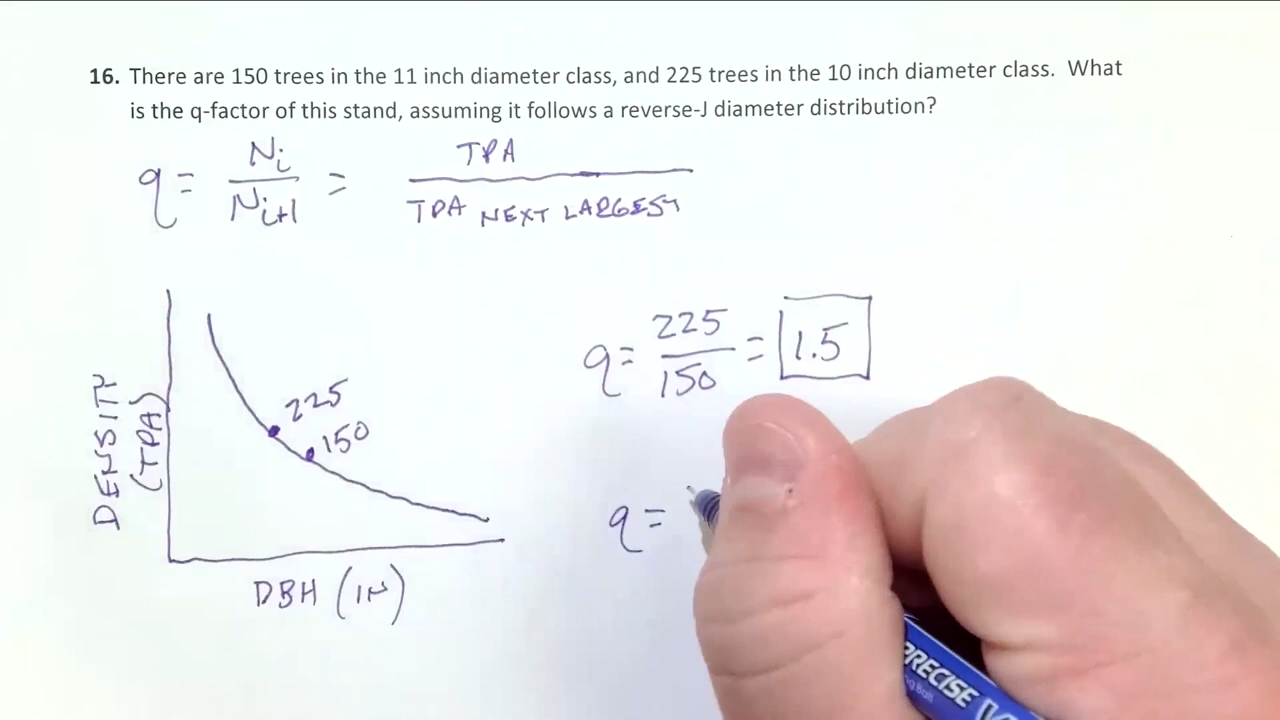 16. There are 150 trees in the 11 inch diameter class, and 225 trees in the 10 inch diameter class. What
is the q-factor of this stand, assuming it follows a reverse-J diameter distribution?
q = Ni / Ni+1 = TPA / TPA NEXT LARGEST
q = 225 / 150 = 1.5
225
150
DENSITY
(TPA)
q =
DBH (IN)
PRECISE V
ng Ball